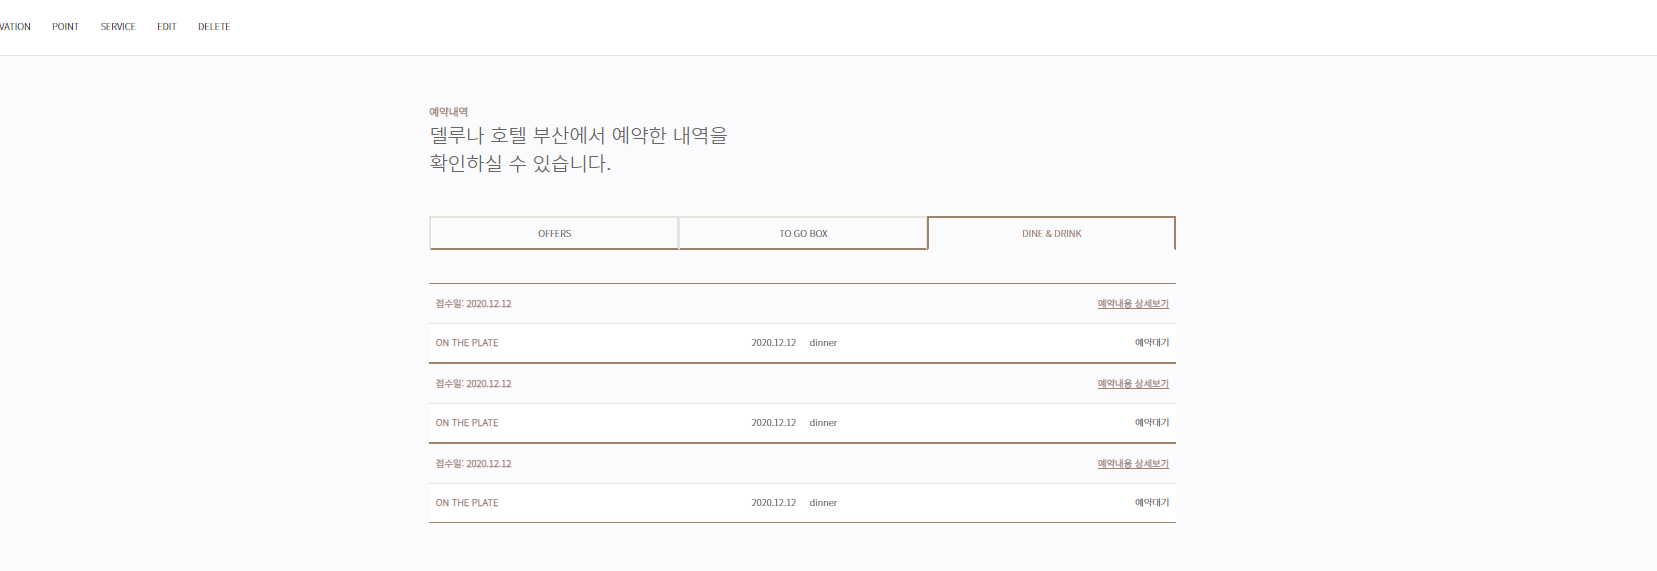 VATION POINT SERVICE EDIT DELETE
예약내역
델루나 호텔 부산에서 예약한 내역을
확인하실 수 있습니다.
OFFERS TO GO BOX DINE & DRINK
접수일: 2020.12.12 예약내용 상세보기
ON THE PLATE 2020.12.12 dinner 예약대기
접수일: 2020.12.12 예약내용 상세보기
ON THE PLATE 2020.12.12 dinner 예약대기
접수일: 2020.12.12 예약내용 상세보기
ON THE PLATE 2020.12.12 dinner 예약대기